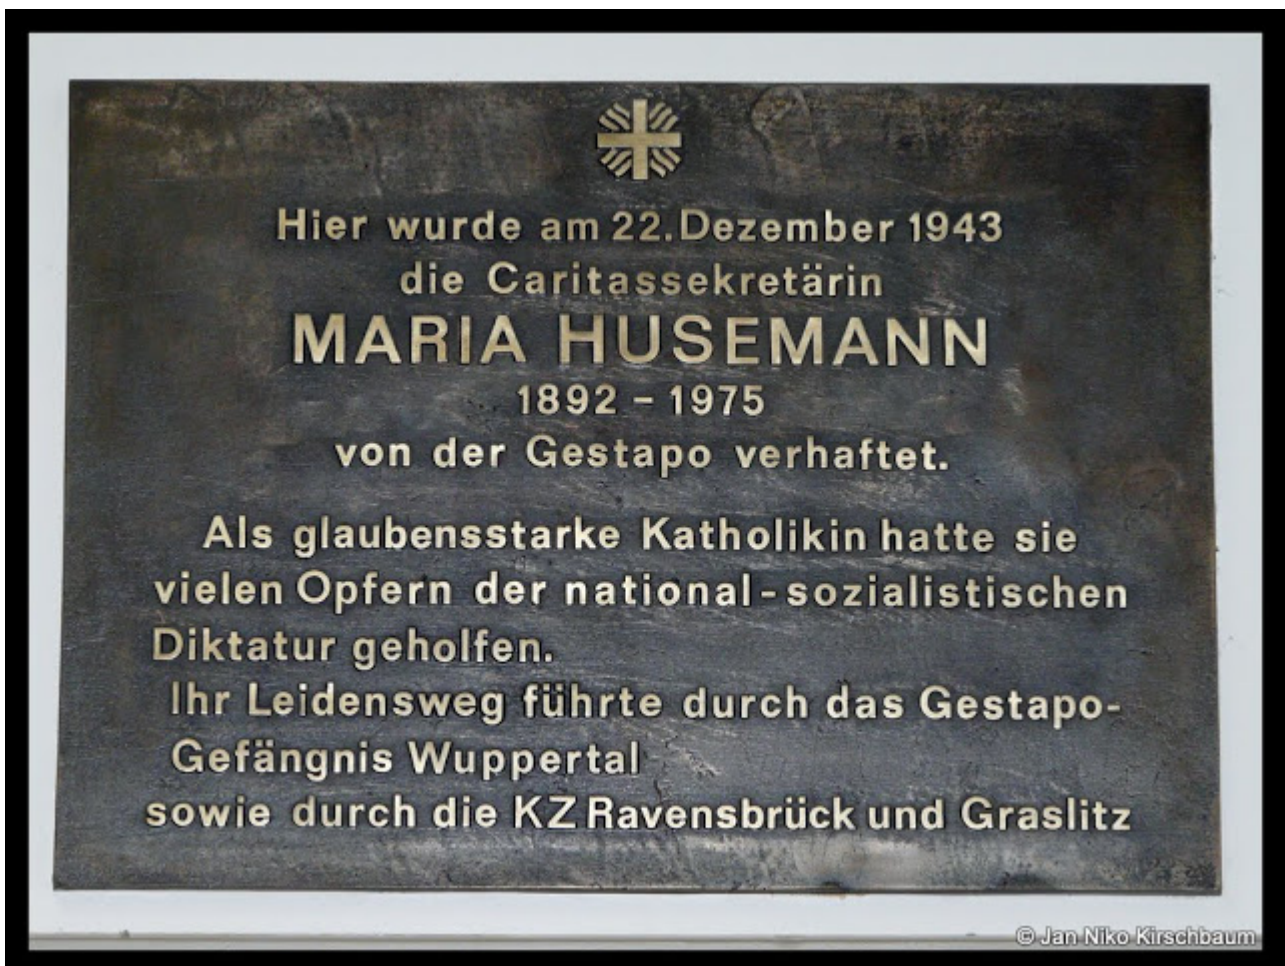 Hier wurde am 22. Dezember 1943
die Caritassekretärin
MARIA HUSEMANN
1892 – 1975
von der Gestapo verhaftet.
Als glaubensstarke Katholikin hatte sie
vielen Opfern der national-sozialistischen
Diktatur geholfen.
Ihr Leidensweg führte durch das Gestapo-
Gefängnis Wuppertal
sowie durch die KZ Ravensbrück und Graslitz
© Jan Niko Kirschbaum